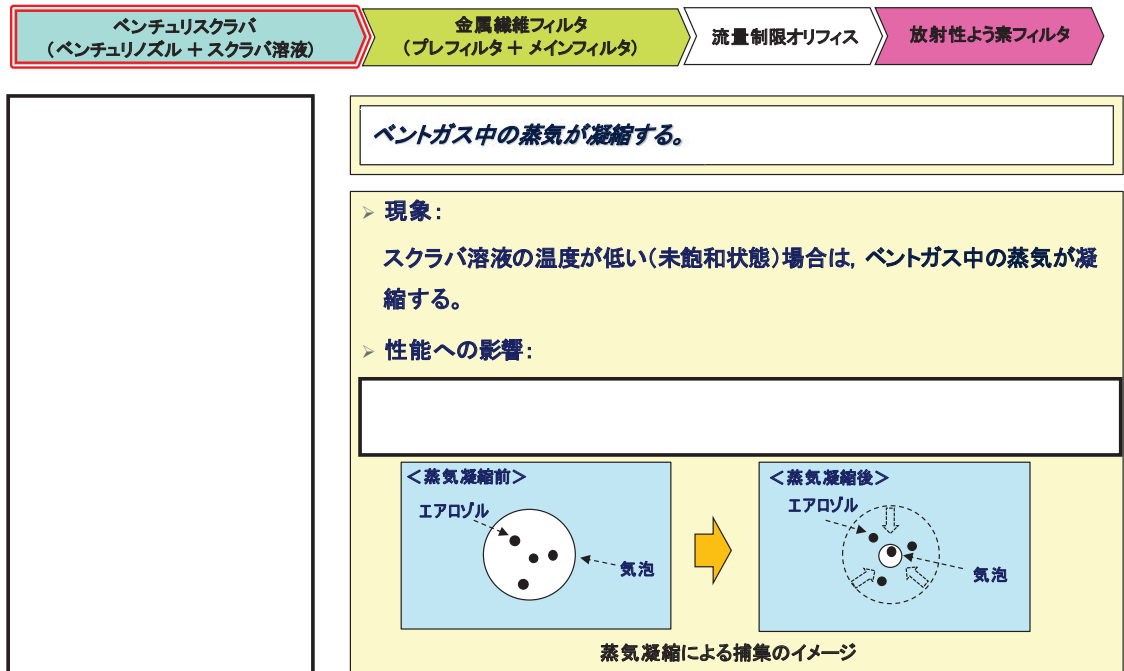 ベンチュリスクラバ
（ベンチュリノズル ＋ スクラバ溶液）
金属繊維フィルタ
（プレフィルタ＋ メインフィルタ）
流量制限オリフィス
放射性よう素フィルタ
ベントガス中の蒸気が凝縮する。
➢ 現象：
スクラバ溶液の温度が低い（未飽和状態）場合は，ベントガス中の蒸気が凝
縮する。
➢ 性能への影響：
＜蒸気凝縮前＞
エアロゾル
気泡
＜蒸気凝縮後＞
エアロゾル
気泡
蒸気凝縮による捕集のイメージ